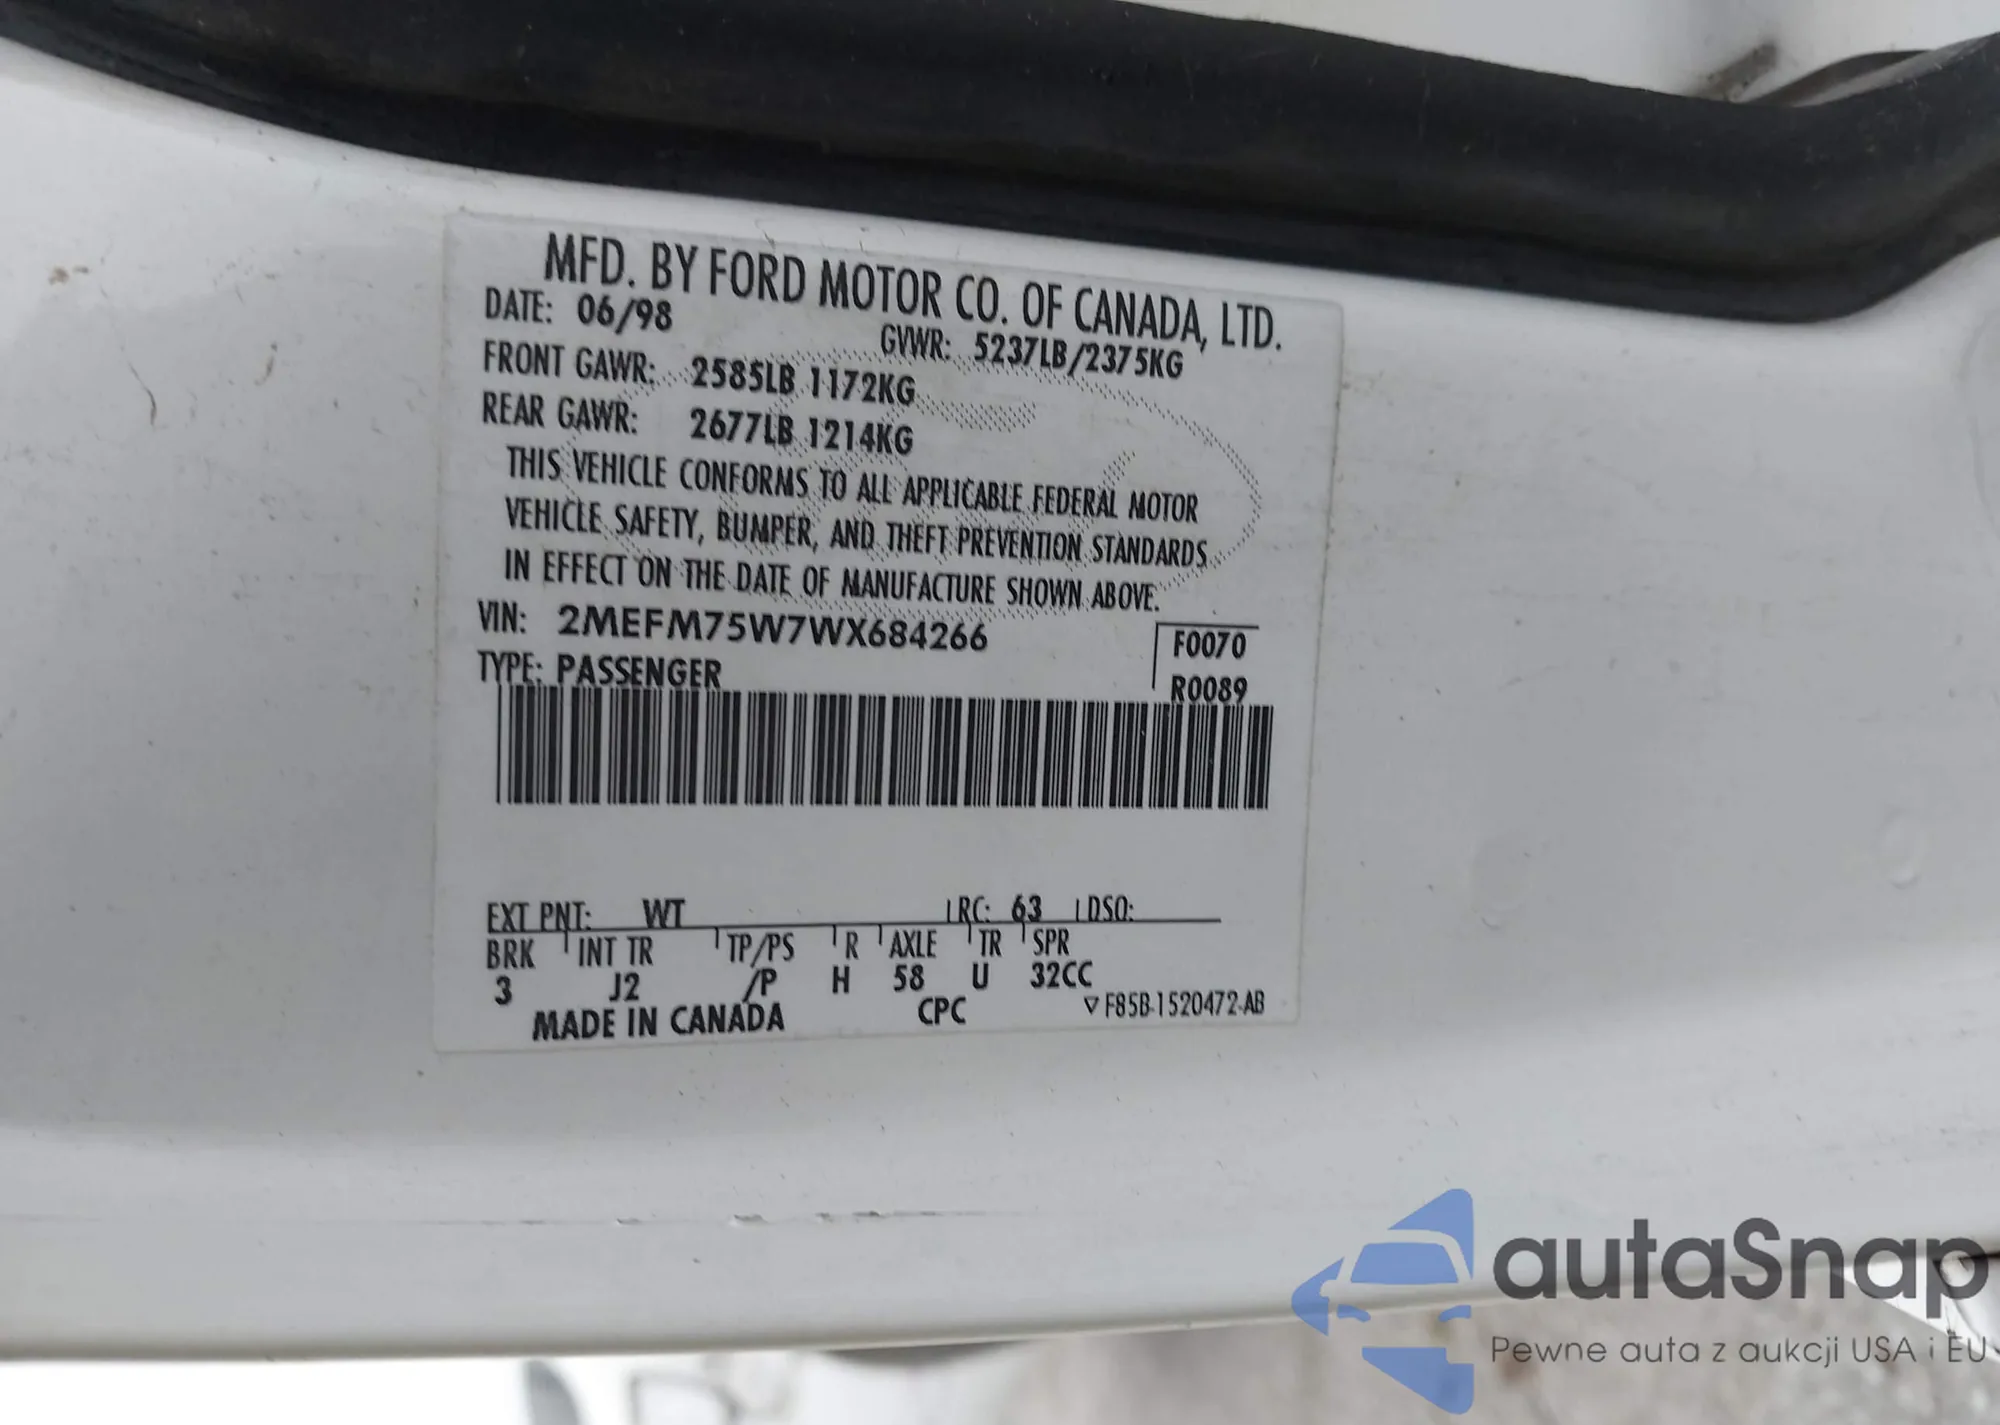 MFD. BY FORD MOTOR CO. OF CANADA, LTD.
DATE: 06/98
GVWR: 5237LB/2375KG
FRONT GAWR: 2585LB 1172KG
REAR GAWR: 2677LB 1214KG
THIS VEHICLE CONFORMS TO ALL APPLICABLE FEDERAL MOTOR
VEHICLE SAFETY, BUMPER, AND THEFT PREVENTION STANDARDS
IN EFFECT ON THE DATE OF MANUFACTURE SHOWN ABOVE.
VIN: 2MEFM75W7WX684266
F0070
TYPE: PASSENGER
R0089
EXT PNT: WT RC: 63 DSO:
BRK INT TR TP/PS R AXLE TR SPR
3 J2 /P H 58 U 32CC
MADE IN CANADA CPC ▽F85B-1520472-AB
autaSnap
Pewne auta z aukcji USA i EU